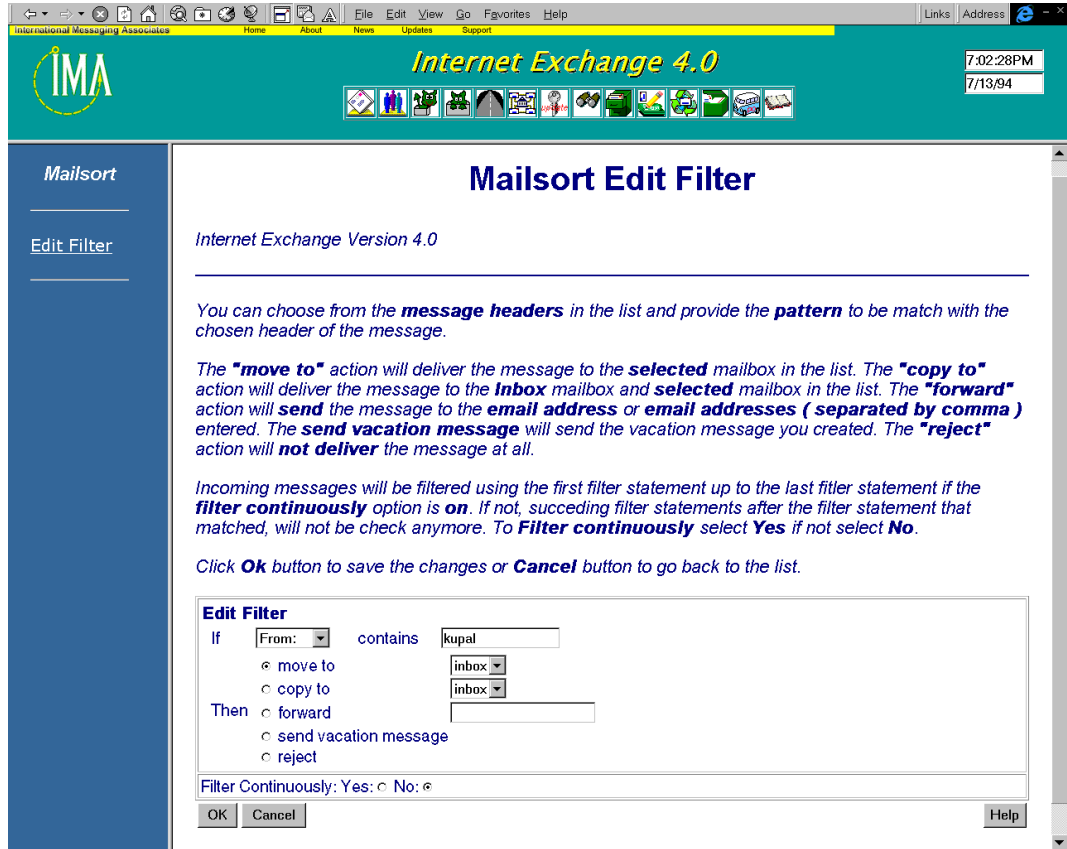 File Edit View Go Favorites Help Links Address
International Messaging Associates Home About News Updates Support
IMA
Internet Exchange 4.0
7:02:28PM
7/13/94
update
Mailsort
Edit Filter
Mailsort Edit Filter
Internet Exchange Version 4.0
You can choose from the message headers in the list and provide the pattern to be match with the
chosen header of the message.
The "move to" action will deliver the message to the selected mailbox in the list. The "copy to"
action will deliver the message to the Inbox mailbox and selected mailbox in the list. The "forward"
action will send the message to the email address or email addresses ( separated by comma )
entered. The send vacation message will send the vacation message you created. The "reject"
action will not deliver the message at all.
Incoming messages will be filtered using the first filter statement up to the last fitler statement if the
filter continuously option is on. If not, succeding filter statements after the filter statement that
matched, will not be check anymore. To Filter continuously select Yes if not select No.
Click Ok button to save the changes or Cancel button to go back to the list.
Edit Filter
If From: contains kupal
move to inbox
copy to inbox
Then forward
send vacation message
reject
Filter Continuously: Yes: No:
OK Cancel Help